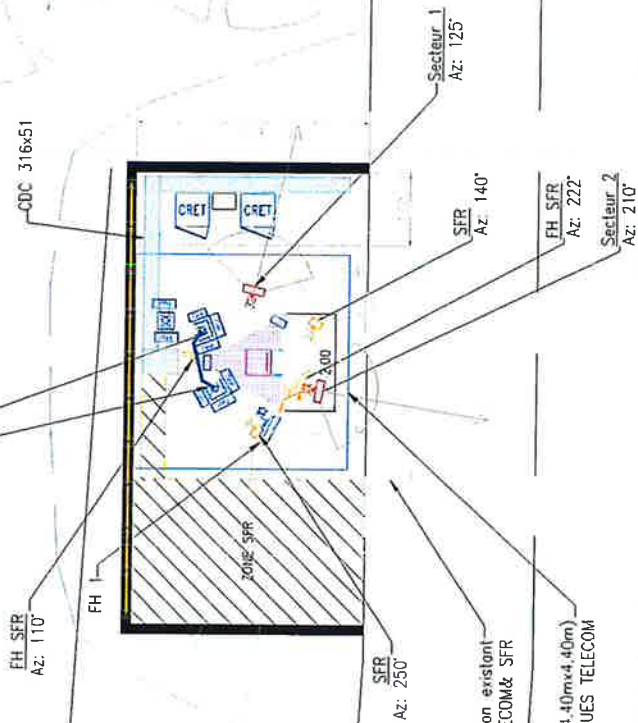 CDC 316x51
FH SFR
Az: 110°
FH 1
CRET
CRET
Secteur 1
Az: 125°
SFR
Az: 140°
2,00
FH SFR
Az: 222°
Secteur 2
Az: 210°
ZONE SFR
SFR
Az: 250°
on existant
ECOM& SFR
4,40mx4,40m)
UES TELECOM